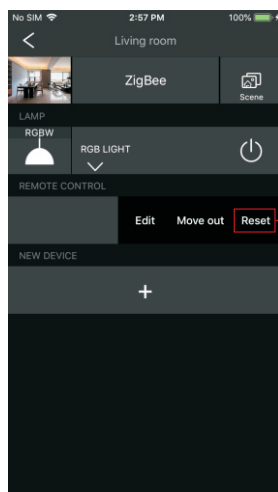 No SIM 2:57 PM 100%
Living room
ZigBee
Scene
LAMP
RGBW
RGB LIGHT
REMOTE CONTROL
Edit Move out Reset
NEW DEVICE
+